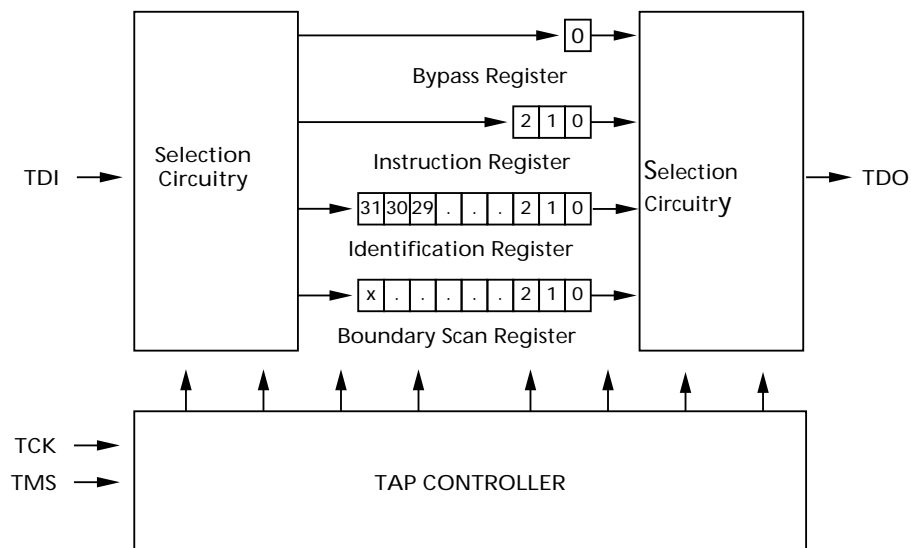 0
Bypass Register
2 1 0
Selection
Circuitry
Instruction Register
Selection
Circuitry
TDI
TDO
31 30 29 . . . 2 1 0
Identification Register
x . . . . . 2 1 0
Boundary Scan Register
TCK
TMS
TAP CONTROLLER